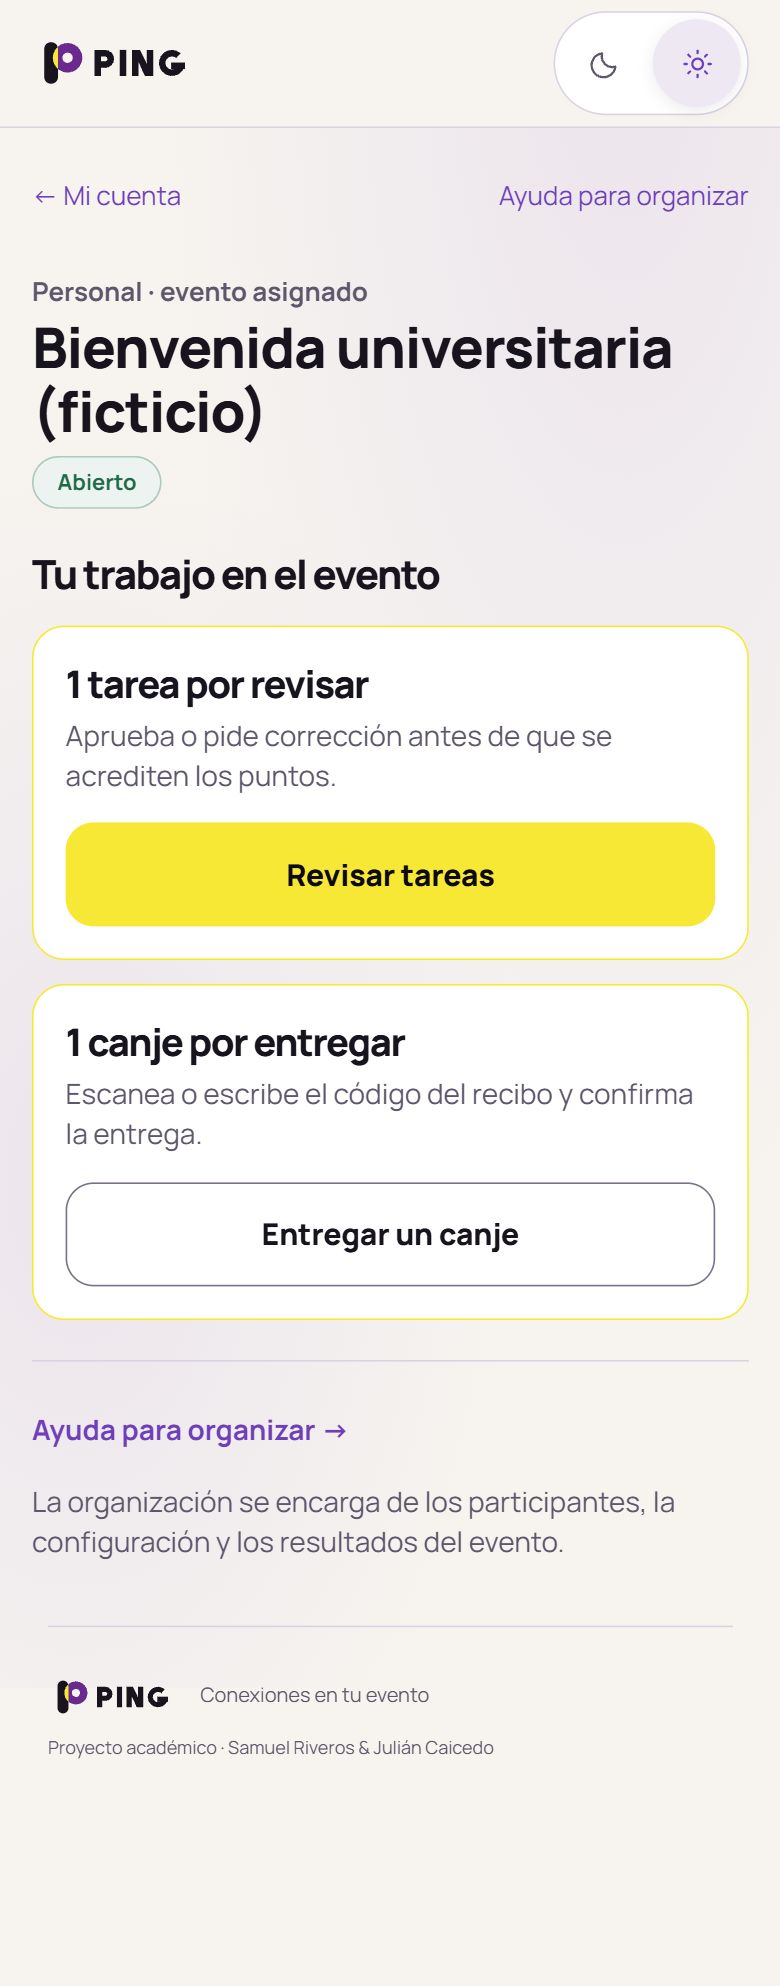 PING
← Mi cuenta
Ayuda para organizar
Personal · evento asignado
Bienvenida universitaria
(ficticio)
Abierto
Tu trabajo en el evento
1 tarea por revisar
Aprueba o pide corrección antes de que se
acrediten los puntos.
Revisar tareas
1 canje por entregar
Escanea o escribe el código del recibo y confirma
la entrega.
Entregar un canje
Ayuda para organizar →
La organización se encarga de los participantes, la
configuración y los resultados del evento.
PING
Conexiones en tu evento
Proyecto académico · Samuel Riveros & Julián Caicedo